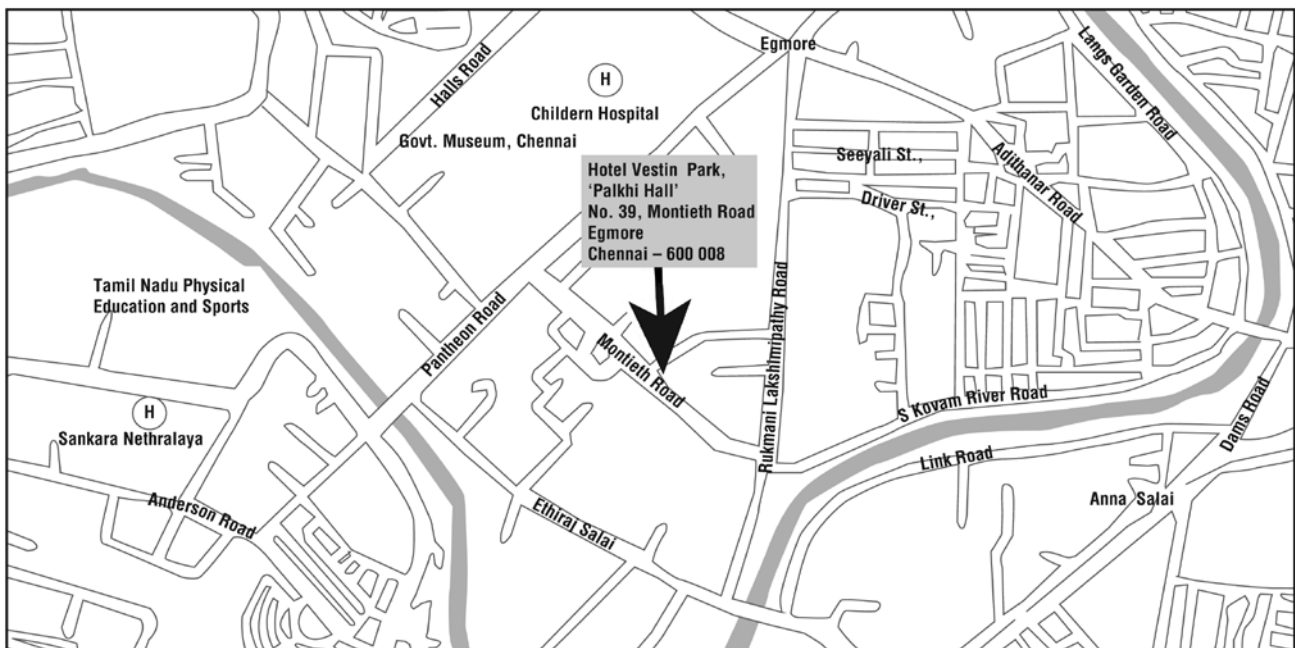 Egmore
Langs Garden Road
Halls Road
H
Childern Hospital
Govt. Museum, Chennai
Seeyali St.,
Adithanar Road
Hotel Vestin Park,
‘Palkhi Hall’
No. 39, Montieth Road
Egmore
Chennai – 600 008
Driver St.,
Tamil Nadu Physical
Education and Sports
Pantheon Road
Montieth Road
Rukmani Lakshmipathy Road
S Kovam River Road
Dams Road
H
Sankara Nethralaya
Link Road
Anderson Road
Ethiraj Salai
Anna Salai